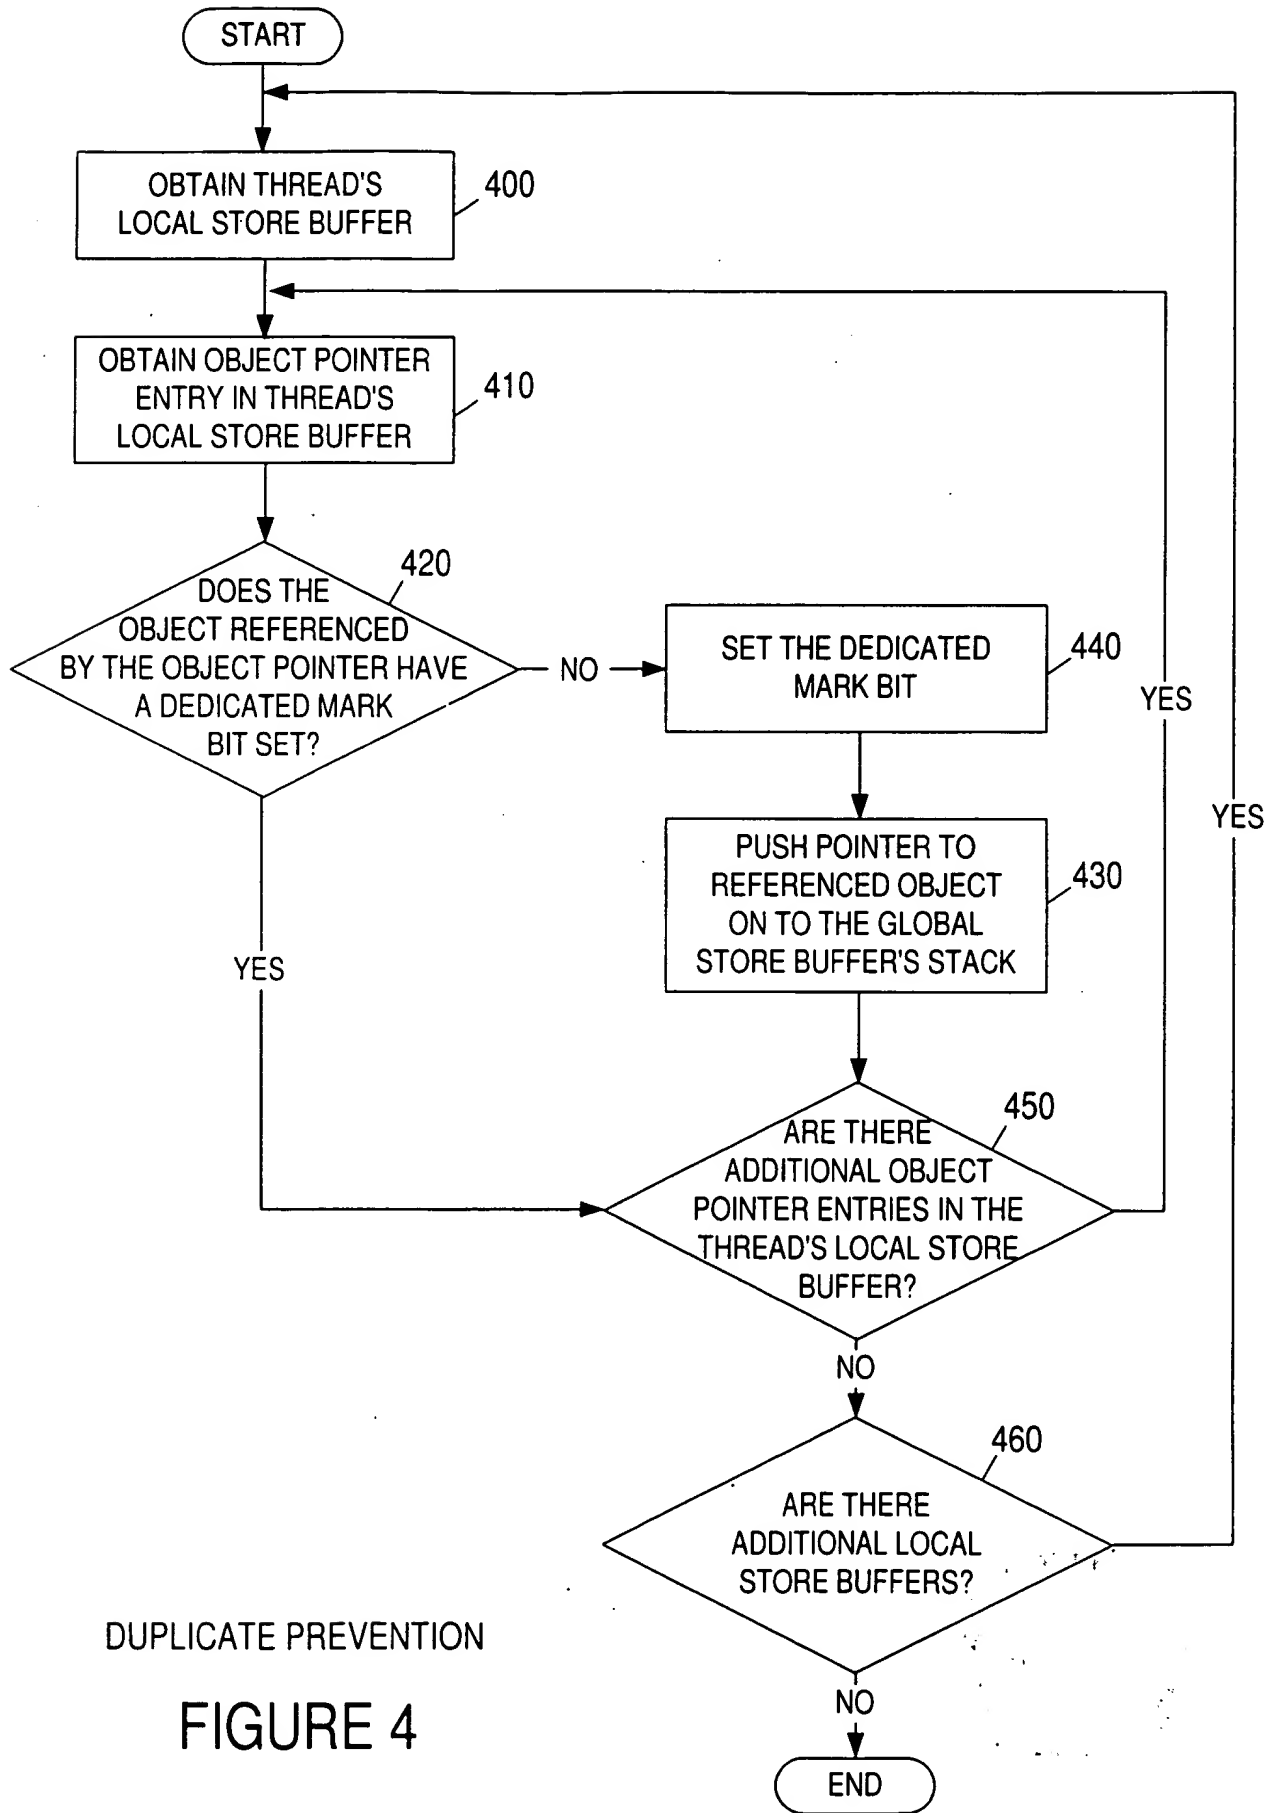 START
OBTAIN THREAD'S
LOCAL STORE BUFFER
400
OBTAIN OBJECT POINTER
ENTRY IN THREAD'S
LOCAL STORE BUFFER
410
DOES THE
OBJECT REFERENCED
BY THE OBJECT POINTER HAVE
A DEDICATED MARK
BIT SET?
420
NO
SET THE DEDICATED
MARK BIT
440
YES
YES
PUSH POINTER TO
REFERENCED OBJECT
ON TO THE GLOBAL
STORE BUFFER'S STACK
430
YES
ARE THERE
ADDITIONAL OBJECT
POINTER ENTRIES IN THE
THREAD'S LOCAL STORE
BUFFER?
450
NO
ARE THERE
ADDITIONAL LOCAL
STORE BUFFERS?
460
NO
END
DUPLICATE PREVENTION
FIGURE 4